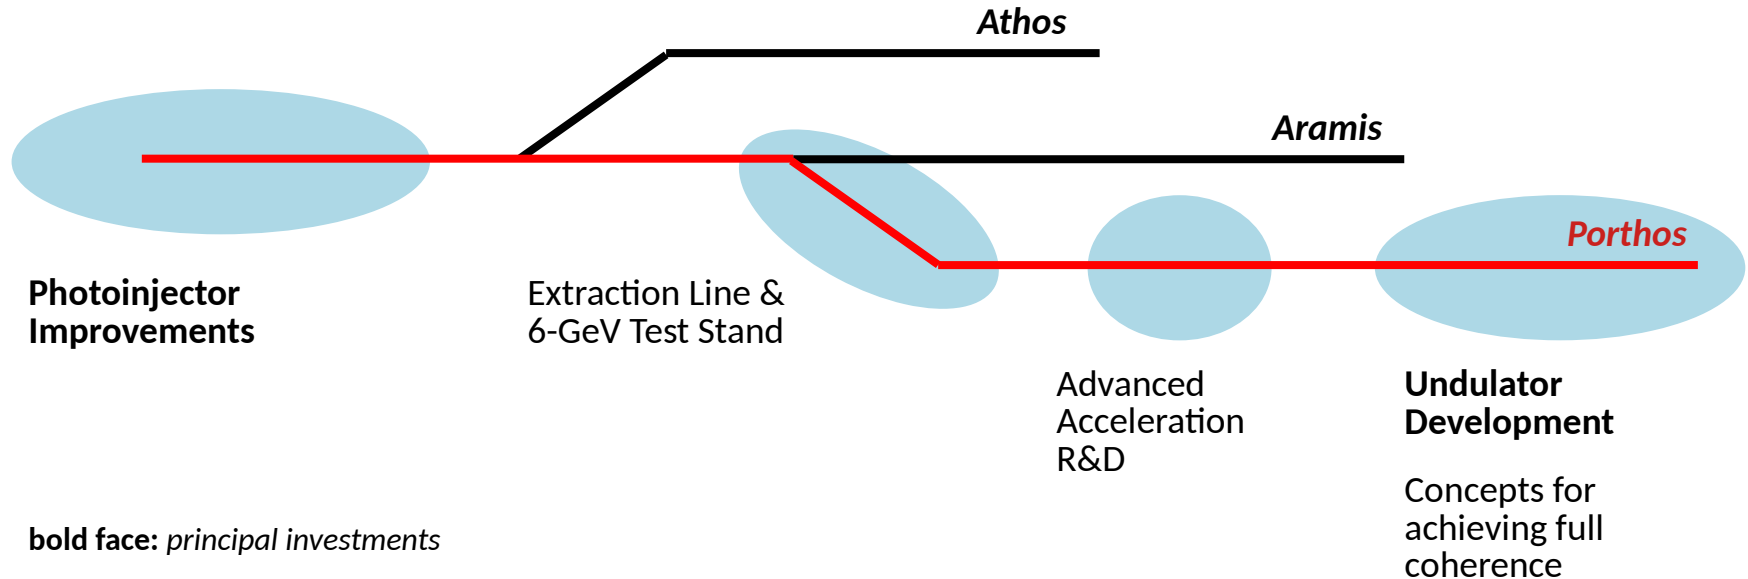 Athos
Aramis
Porthos
Photoinjector
Improvements
Extraction Line &
6-GeV Test Stand
Advanced
Acceleration
R&D
Undulator
Development
Concepts for
achieving full
coherence
bold face: principal investments